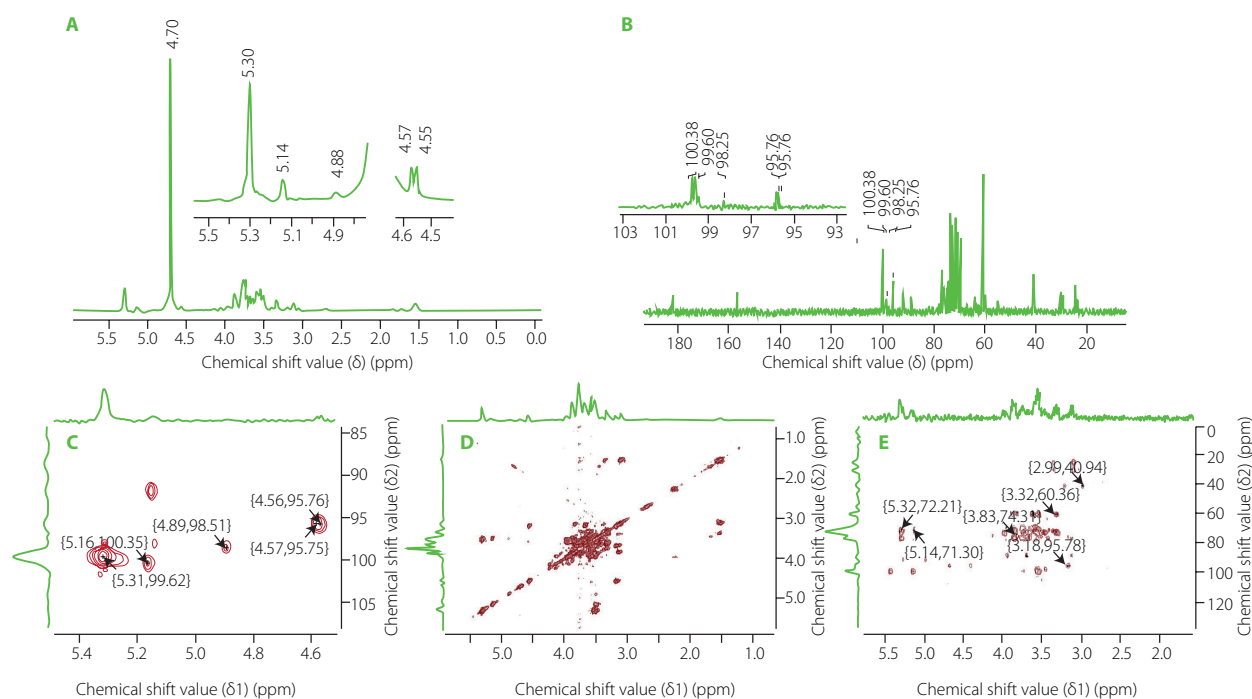 A
4.70
5.30
5.14
4.88
4.57
4.55
5.5 5.3 5.1 4.9
4.6 4.5
5.5 5.0 4.5 4.0 3.5 3.0 2.5 2.0 1.5 1.0 0.5 0.0
Chemical shift value (δ) (ppm)
B
100.38
99.60
98.25
95.76
95.76
103 101 99 97 95 93
100.38
99.60
98.25
95.76
180 160 140 120 100 80 60 40 20
Chemical shift value (δ) (ppm)
C
{4.56,95.76}
{4.89,98.51}
{5.16,100.35}
{4.57,95.75}
{5.31,99.62}
85
90
95
100
105
Chemical shift value (δ2) (ppm)
5.4 5.2 5.0 4.8 4.6
Chemical shift value (δ1) (ppm)
D
1.0
2.0
3.0
4.0
5.0
Chemical shift value (δ2) (ppm)
5.0 4.0 3.0 2.0 1.0
Chemical shift value (δ1) (ppm)
E
{2.99,40.94}
{3.32,60.36}
{5.32,72.21}
{3.83,74.31}
{5.14,71.30}
{3.18,95.78}
0
20
40
60
80
100
120
Chemical shift value (δ2) (ppm)
5.5 5.0 4.5 4.0 3.5 3.0 2.5 2.0
Chemical shift value (δ1) (ppm)